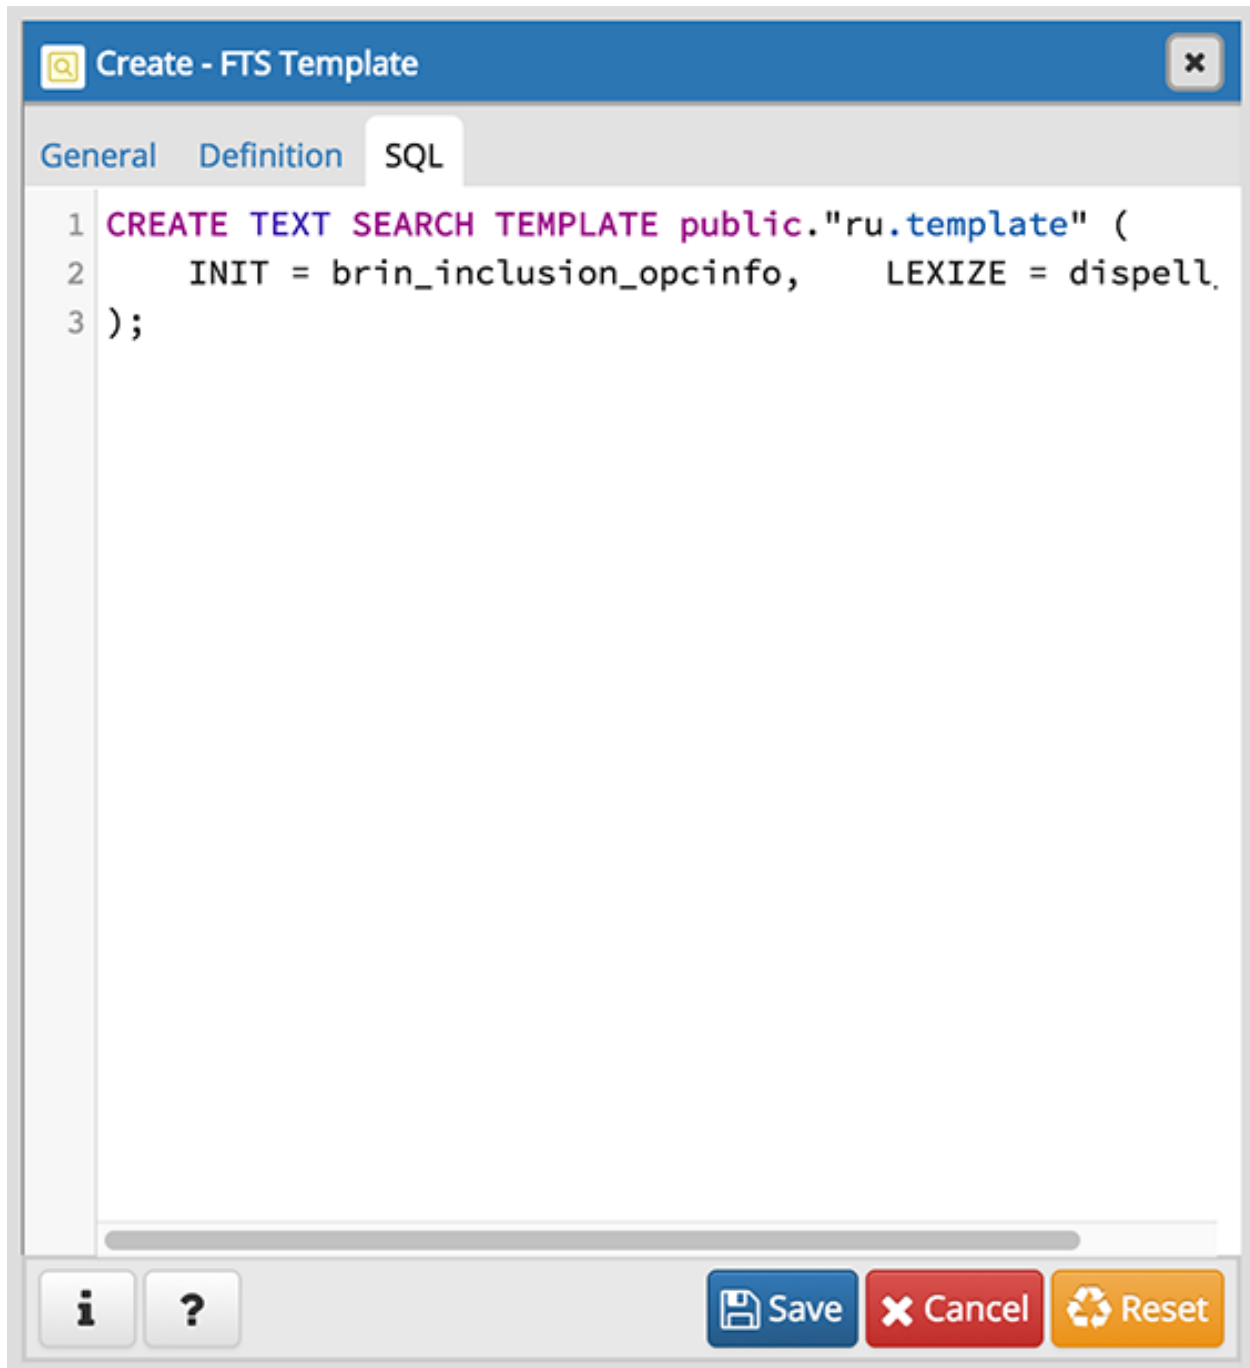 Create - FTS Template
General Definition SQL
1 CREATE TEXT SEARCH TEMPLATE public."ru.template" (
2 INIT = brin_inclusion_opcinfo, LEXIZE = dispell
3 );
i ? Save Cancel Reset